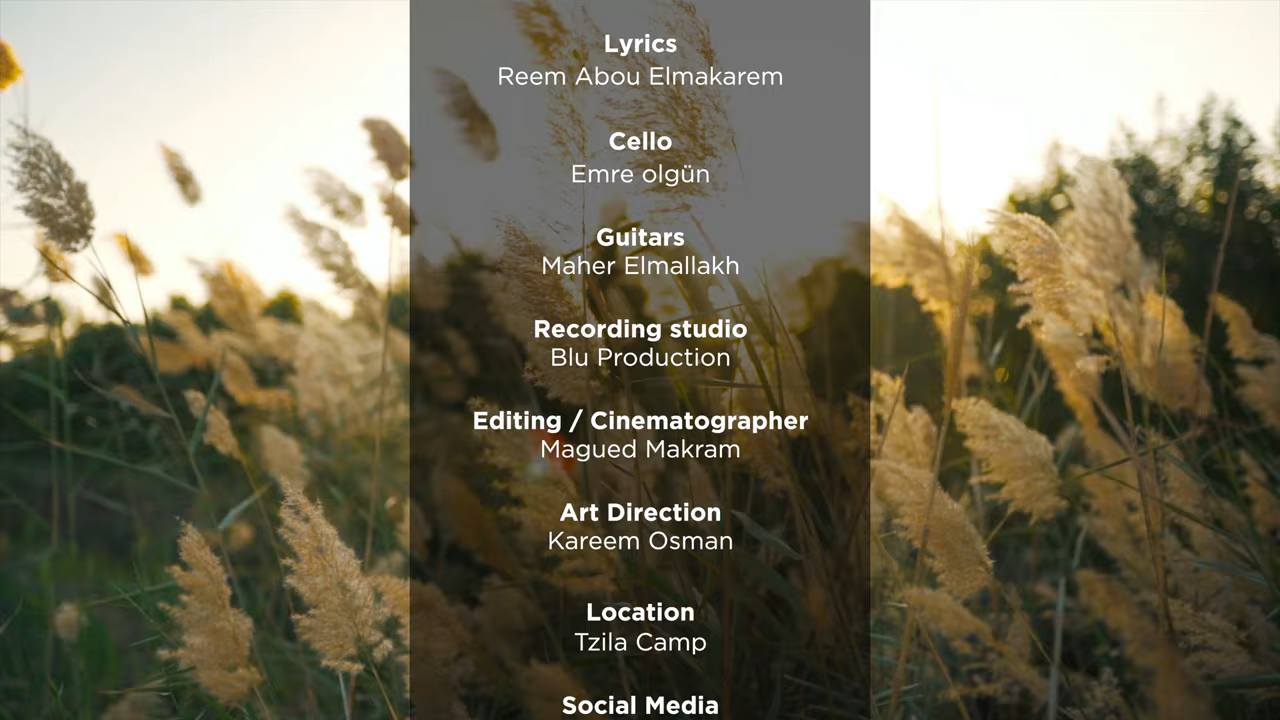 Lyrics
Reem Abou Elmakarem
Cello
Emre olgün
Guitars
Maher Elmallakh
Recording studio
Blu Production
Editing / Cinematographer
Magued Makram
Art Direction
Kareem Osman
Location
Tzila Camp
Social Media